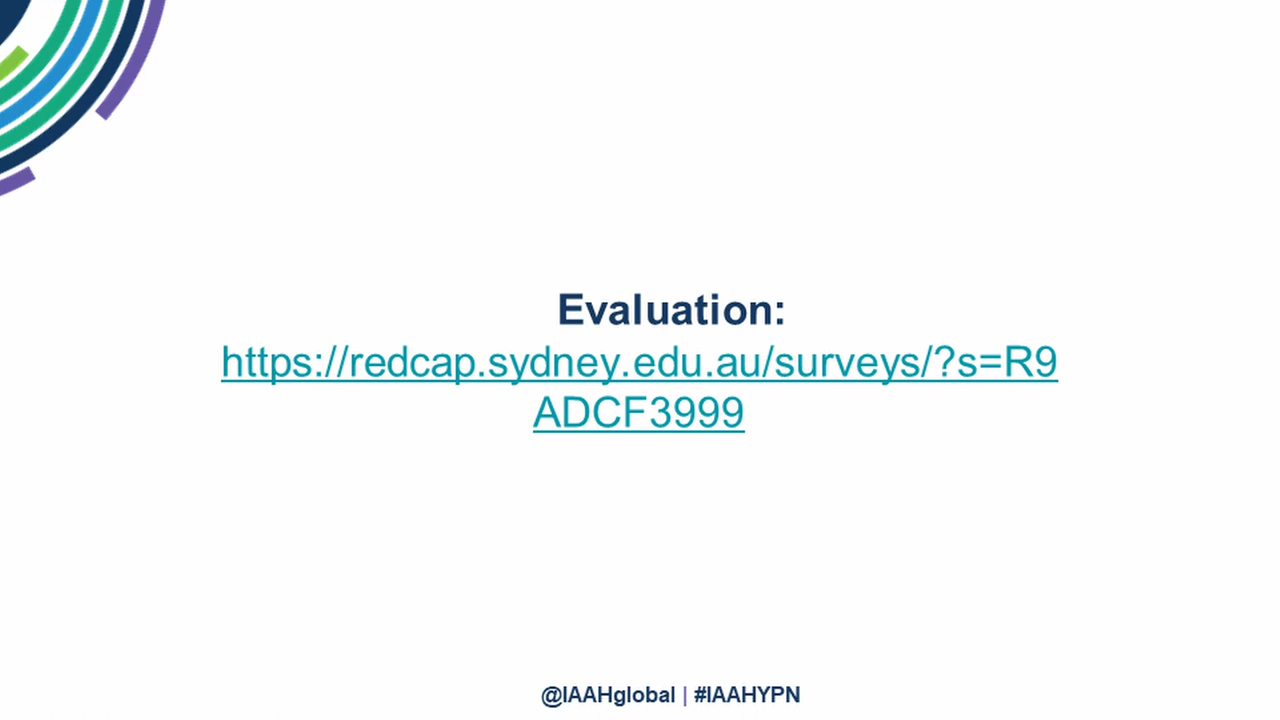 Evaluation:
https://redcap.sydney.edu.au/surveys/?s=R9
ADCF3999
@IAAHglobal | #IAAHYPN